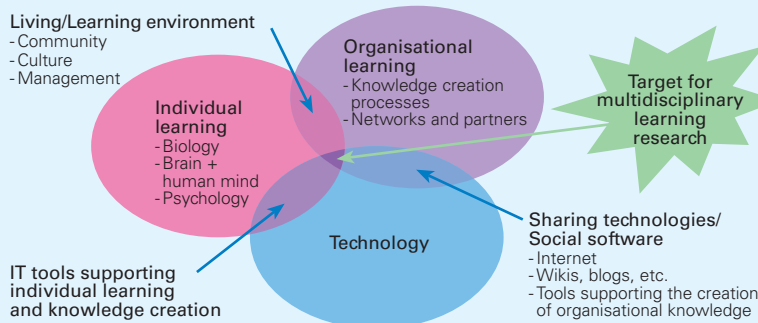 Living/Learning environment
- Community
- Culture
- Management
Organisational
learning
- Knowledge creation
processes
- Networks and partners
Target for
multidisciplinary
learning
research
Individual
learning
- Biology
- Brain +
human mind
- Psychology
Technology
IT tools supporting
individual learning
and knowledge creation
Sharing technologies/
Social software
- Internet
- Wikis, blogs, etc.
- Tools supporting the creation
of organisational knowledge